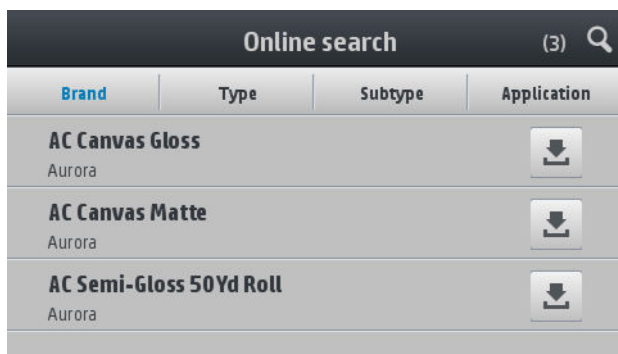 Online search (3)
Brand Type Subtype Application
AC Canvas Gloss
Aurora
AC Canvas Matte
Aurora
AC Semi-Gloss 50Yd Roll
Aurora